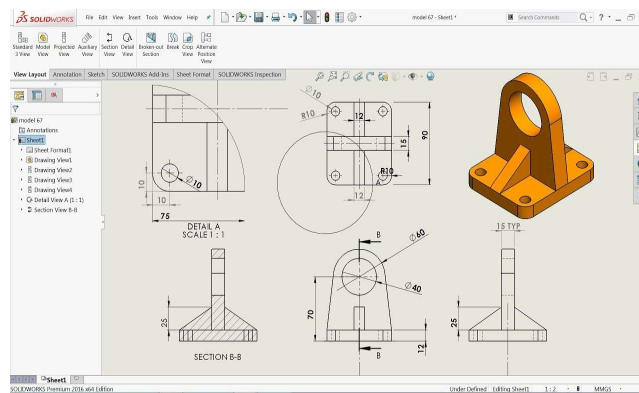 SOLIDWORKS File Edit View Insert Tools Window Help model 67 - Sheet1 * Search Commands
Standard 3 View Model View Projected View Auxiliary View Section View Detail View Broken-out Section Break Crop View Alternate Position View
View Layout Annotation Sketch SOLIDWORKS Add-Ins Sheet Format SOLIDWORKS Inspection
model 67
Annotations
Sheet1
Sheet Format1
Drawing View1
Drawing View2
Drawing View3
Drawing View4
Detail View A (1 : 1)
Section View B-B
10
Ø10
10
75
DETAIL A
SCALE 1 : 1
Ø10
R10
12
15
90
R10
A
12
25
SECTION B-B
B
Ø60
Ø40
70
12
B
15 TYP
25
Sheet1
SOLIDWORKS Premium 2016 x64 Edition Under Defined Editing Sheet1 1 : 2 MMGS